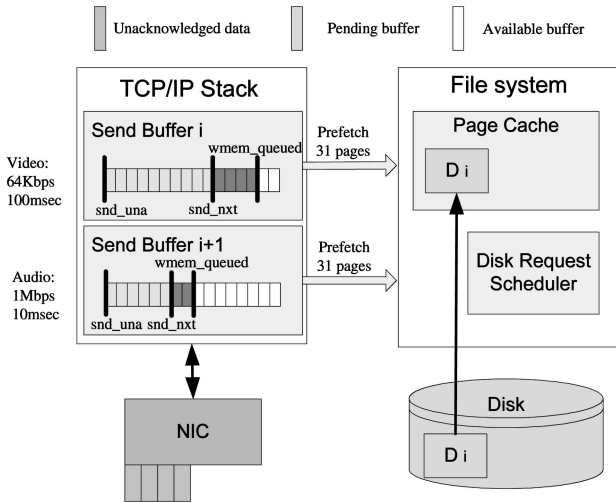 Unacknowledged data
Pending buffer
Available buffer
TCP/IP Stack
File system
Send Buffer i
wmem_queued
snd_una
snd_nxt
Video:
64Kbps
100msec
Prefetch
31 pages
Page Cache
D i
Send Buffer i+1
wmem_queued
snd_una
snd_nxt
Audio:
1Mbps
10msec
Prefetch
31 pages
Disk Request
Scheduler
NIC
Disk
D i